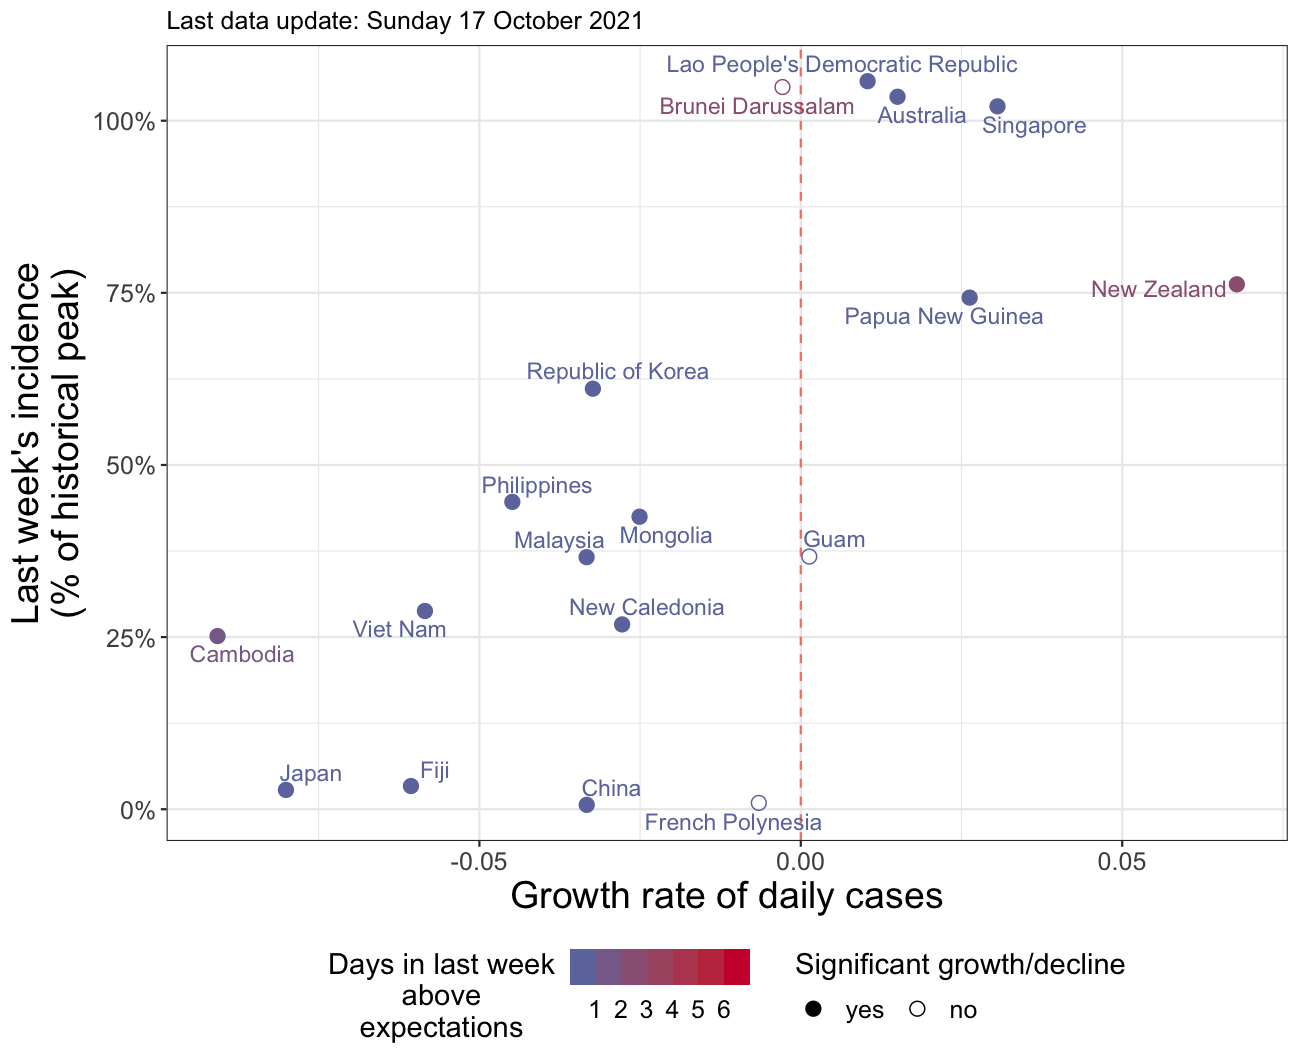 Last data update: Sunday 17 October 2021
Lao People's Democratic Republic
Brunei Darussalam
Australia
Singapore
100%
New Zealand
75%
Papua New Guinea
Republic of Korea
Last week's incidence
(% of historical peak)
50%
Philippines
Mongolia
Malaysia
Guam
New Caledonia
Viet Nam
25%
Cambodia
Japan
Fiji
China
0%
French Polynesia
-0.05
0.00
0.05
Growth rate of daily cases
Days in last week
above
expectations
1 2 3 4 5 6
Significant growth/decline
yes
no